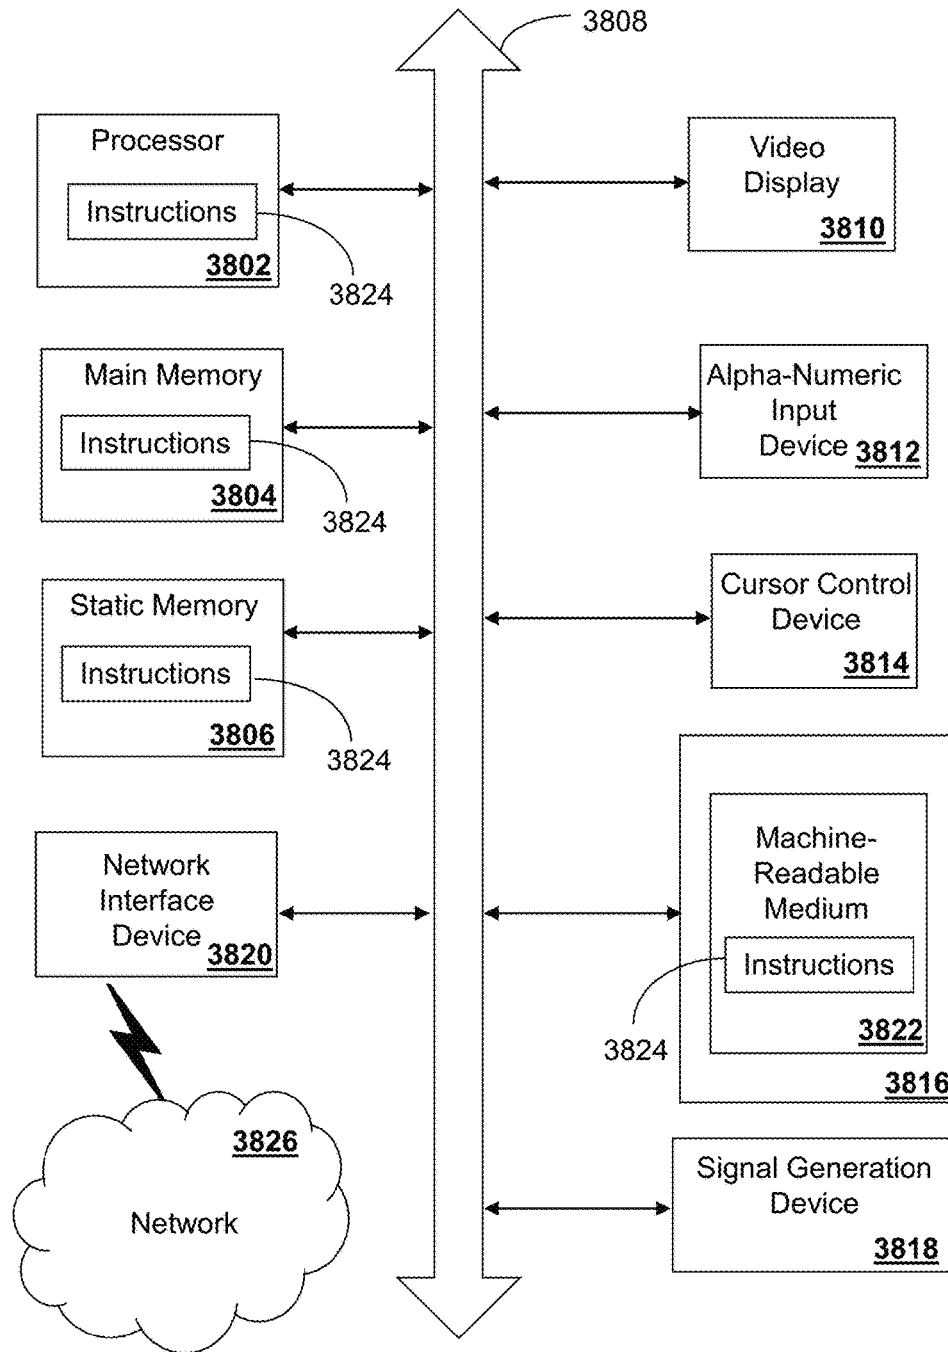 3808
Processor
Instructions
3802
3824
Video
Display
3810
Main Memory
Instructions
3804
3824
Alpha-Numeric
Input
Device
3812
Static Memory
Instructions
3806
3824
Cursor Control
Device
3814
Network
Interface
Device
3820
Machine-
Readable
Medium
Instructions
3822
3824
3816
3826
Network
Signal Generation
Device
3818